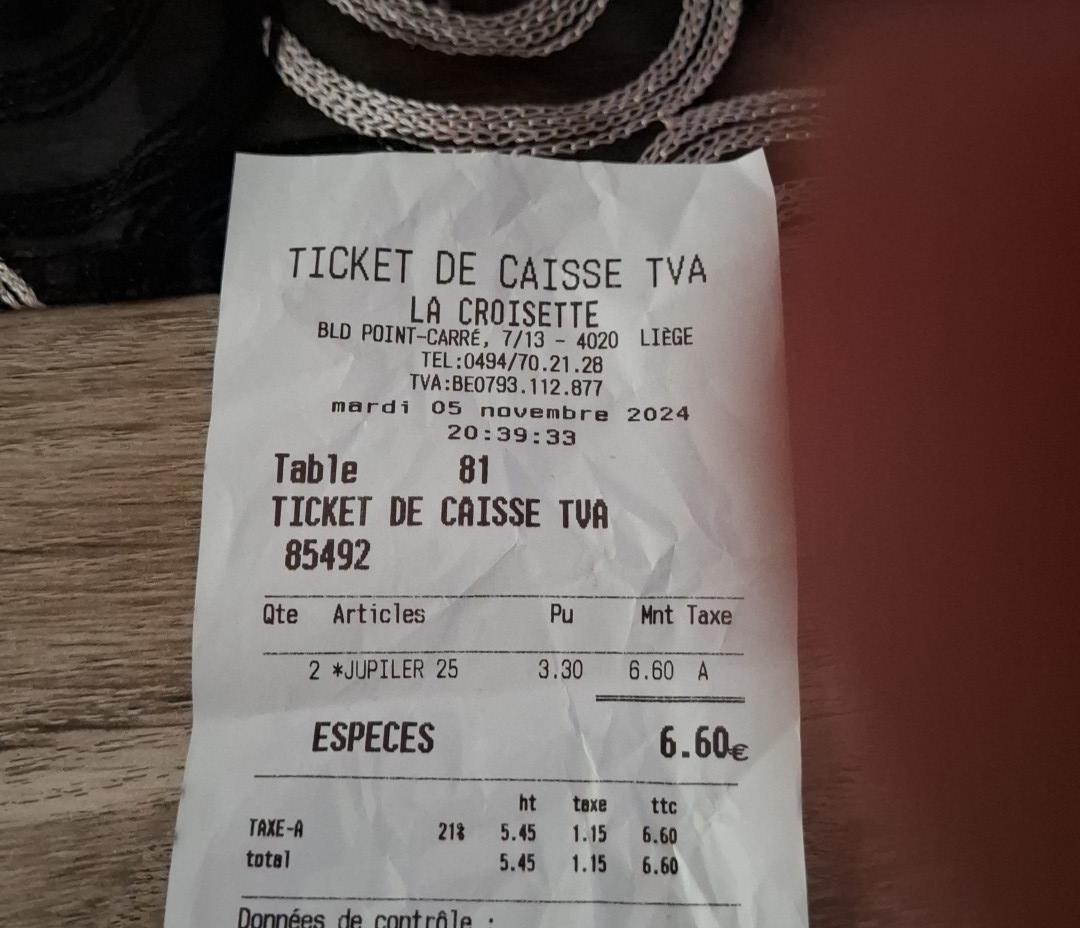 TICKET DE CAISSE TVA
LA CROISETTE
BLD POINT-CARRÉ, 7/13 - 4020 LIèGE
TEL:0494/70.21.28
TVA:BE0793.112.877
mardi 05 novembre 2024
20:39:33
Table 81
TICKET DE CAISSE TVA
85492
Qte Articles Pu Mnt Taxe
2 *JUPILER 25 3.30 6.60 A
ESPECES 6.60€
ht taxe ttc
TAXE-A 21% 5.45 1.15 6.60
total 5.45 1.15 6.60
Données de contrôle :